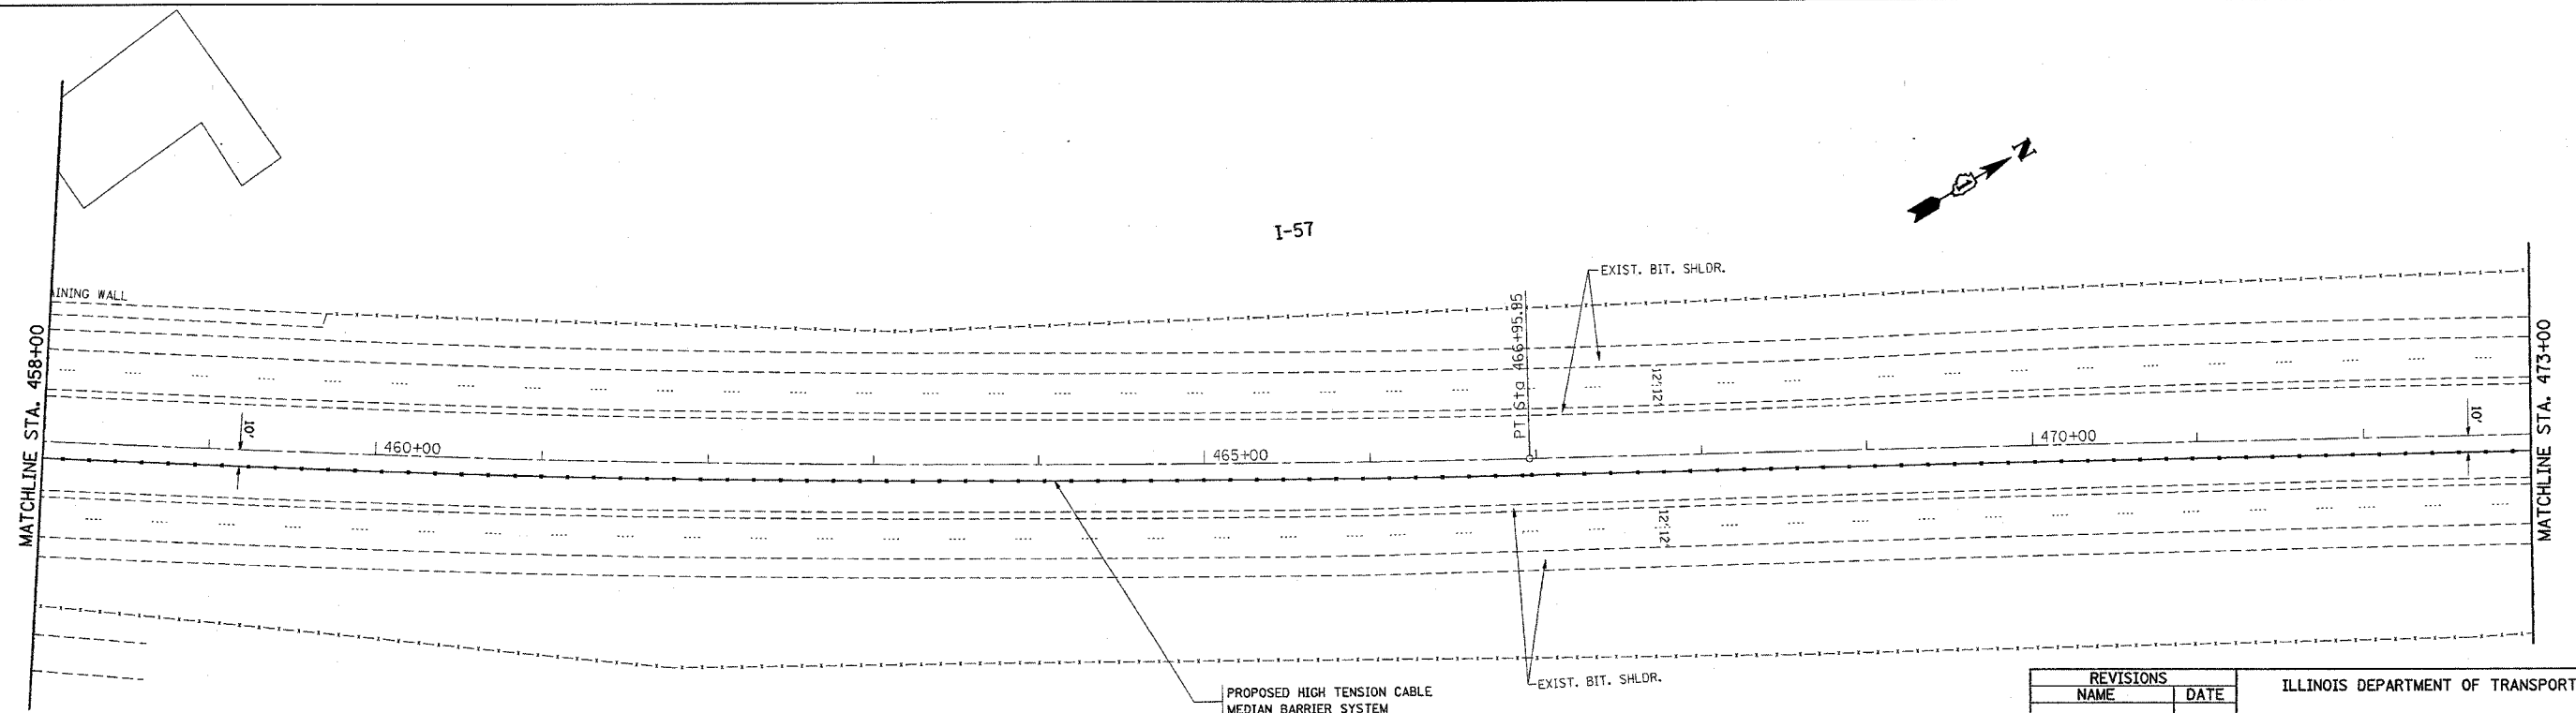 N
I-57
EXIST. BIT. SHLDR.
AINING WALL
MATCHLINE STA. 458+00
PT Sta 466+95.95
12' 12'
10'
460+00
465+00
470+00
10'
MATCHLINE STA. 473+00
12' 12'
EXIST. BIT. SHLDR.
PROPOSED HIGH TENSION CABLE
MEDIAN BARRIER SYSTEM
REVISIONS
NAME DATE
ILLINOIS DEPARTMENT OF TRANSPORT